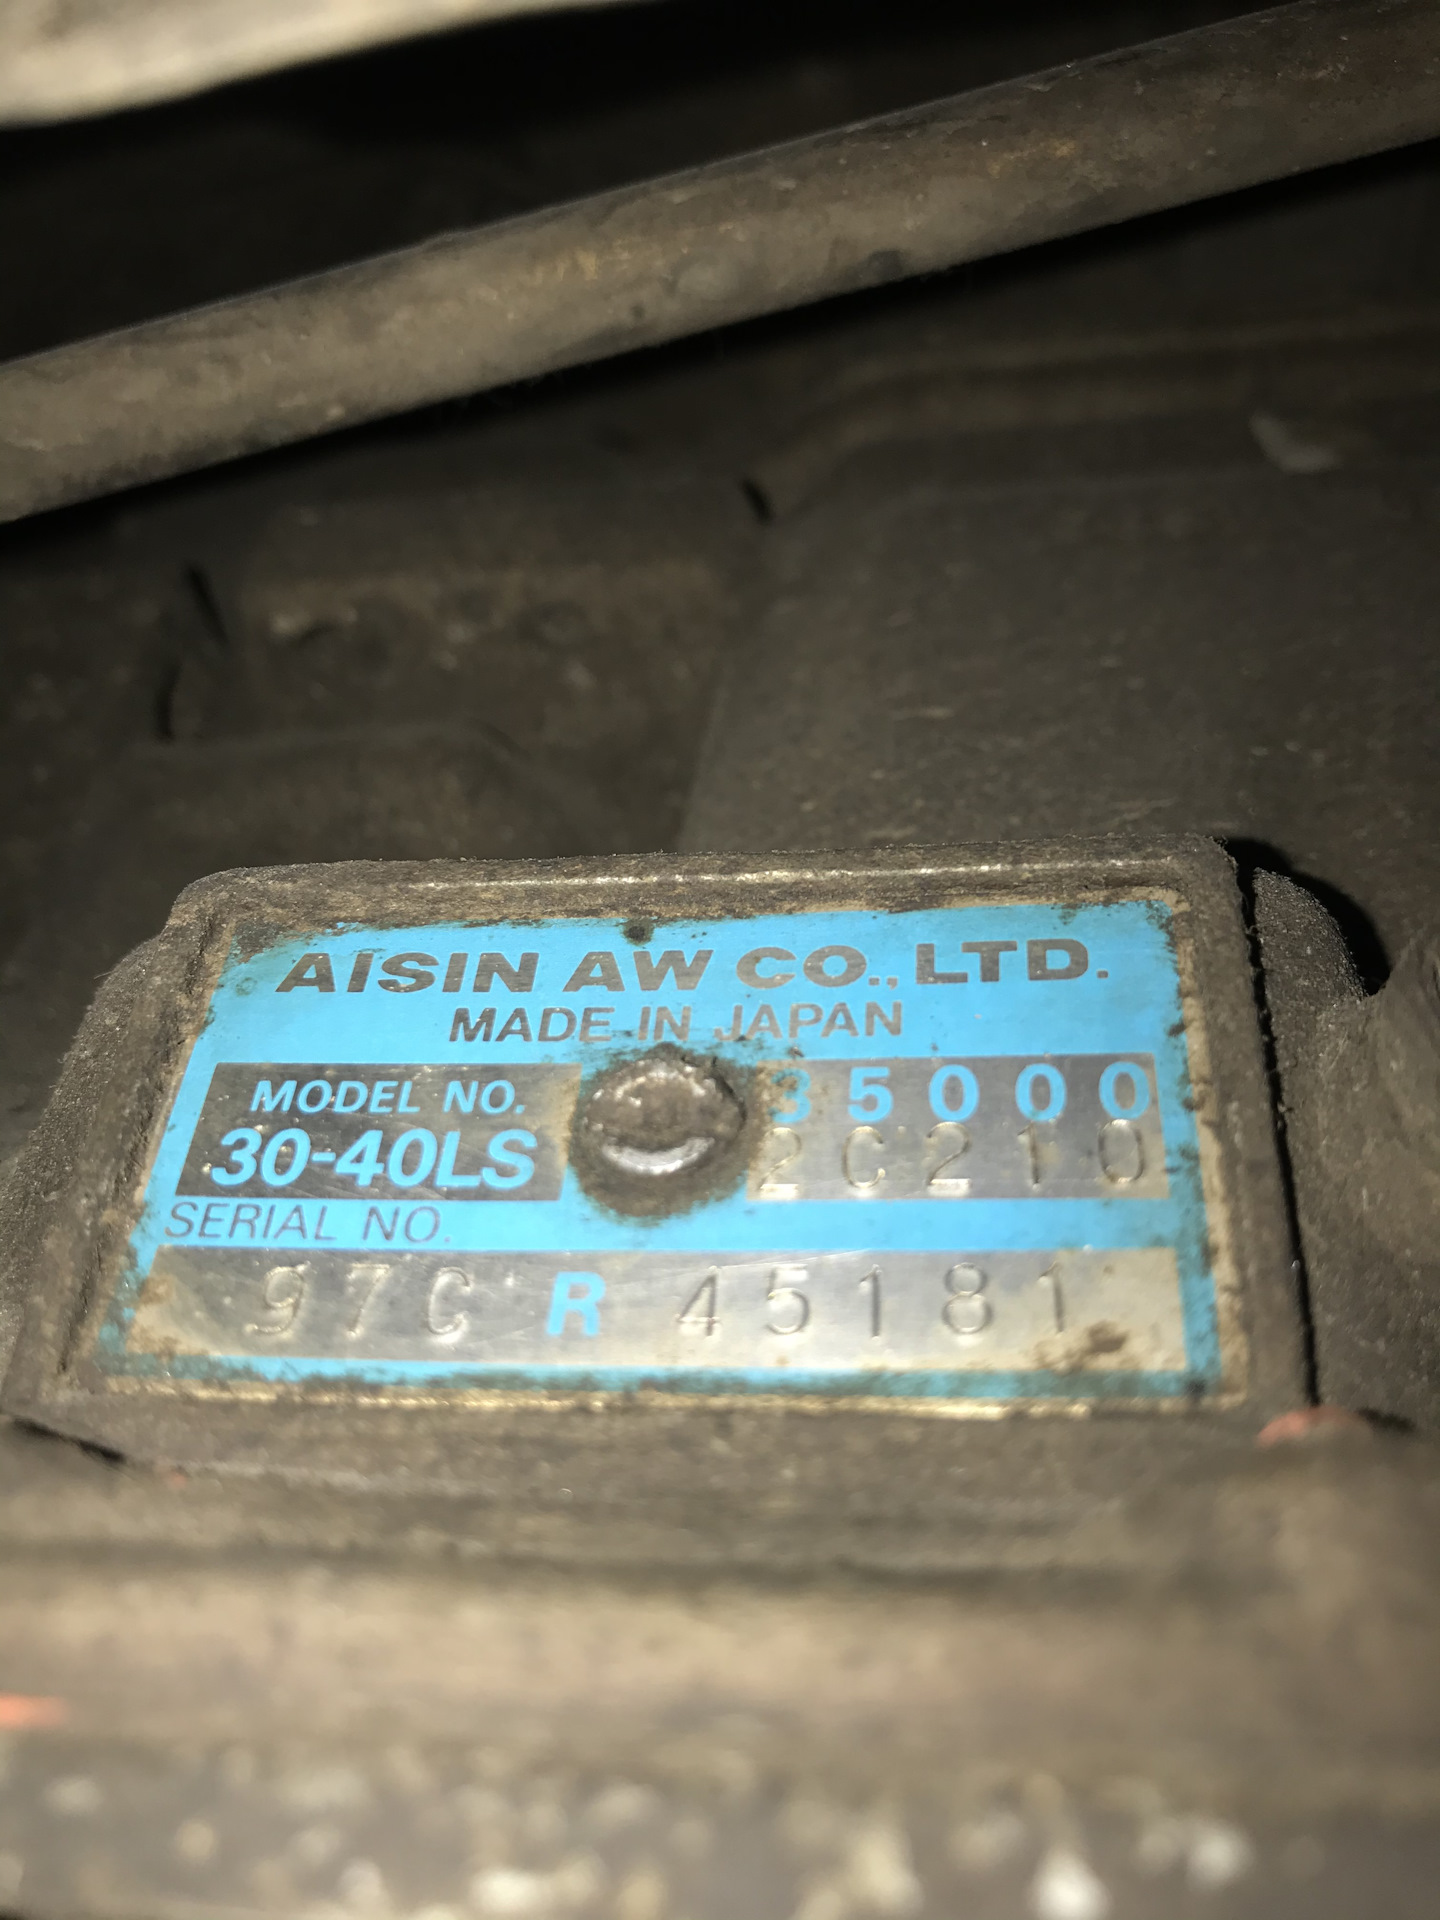 AISIN AW CO., LTD.
MADE IN JAPAN
MODEL NO.
30-40LS
35000
2C210
SERIAL NO.
97C R 45181